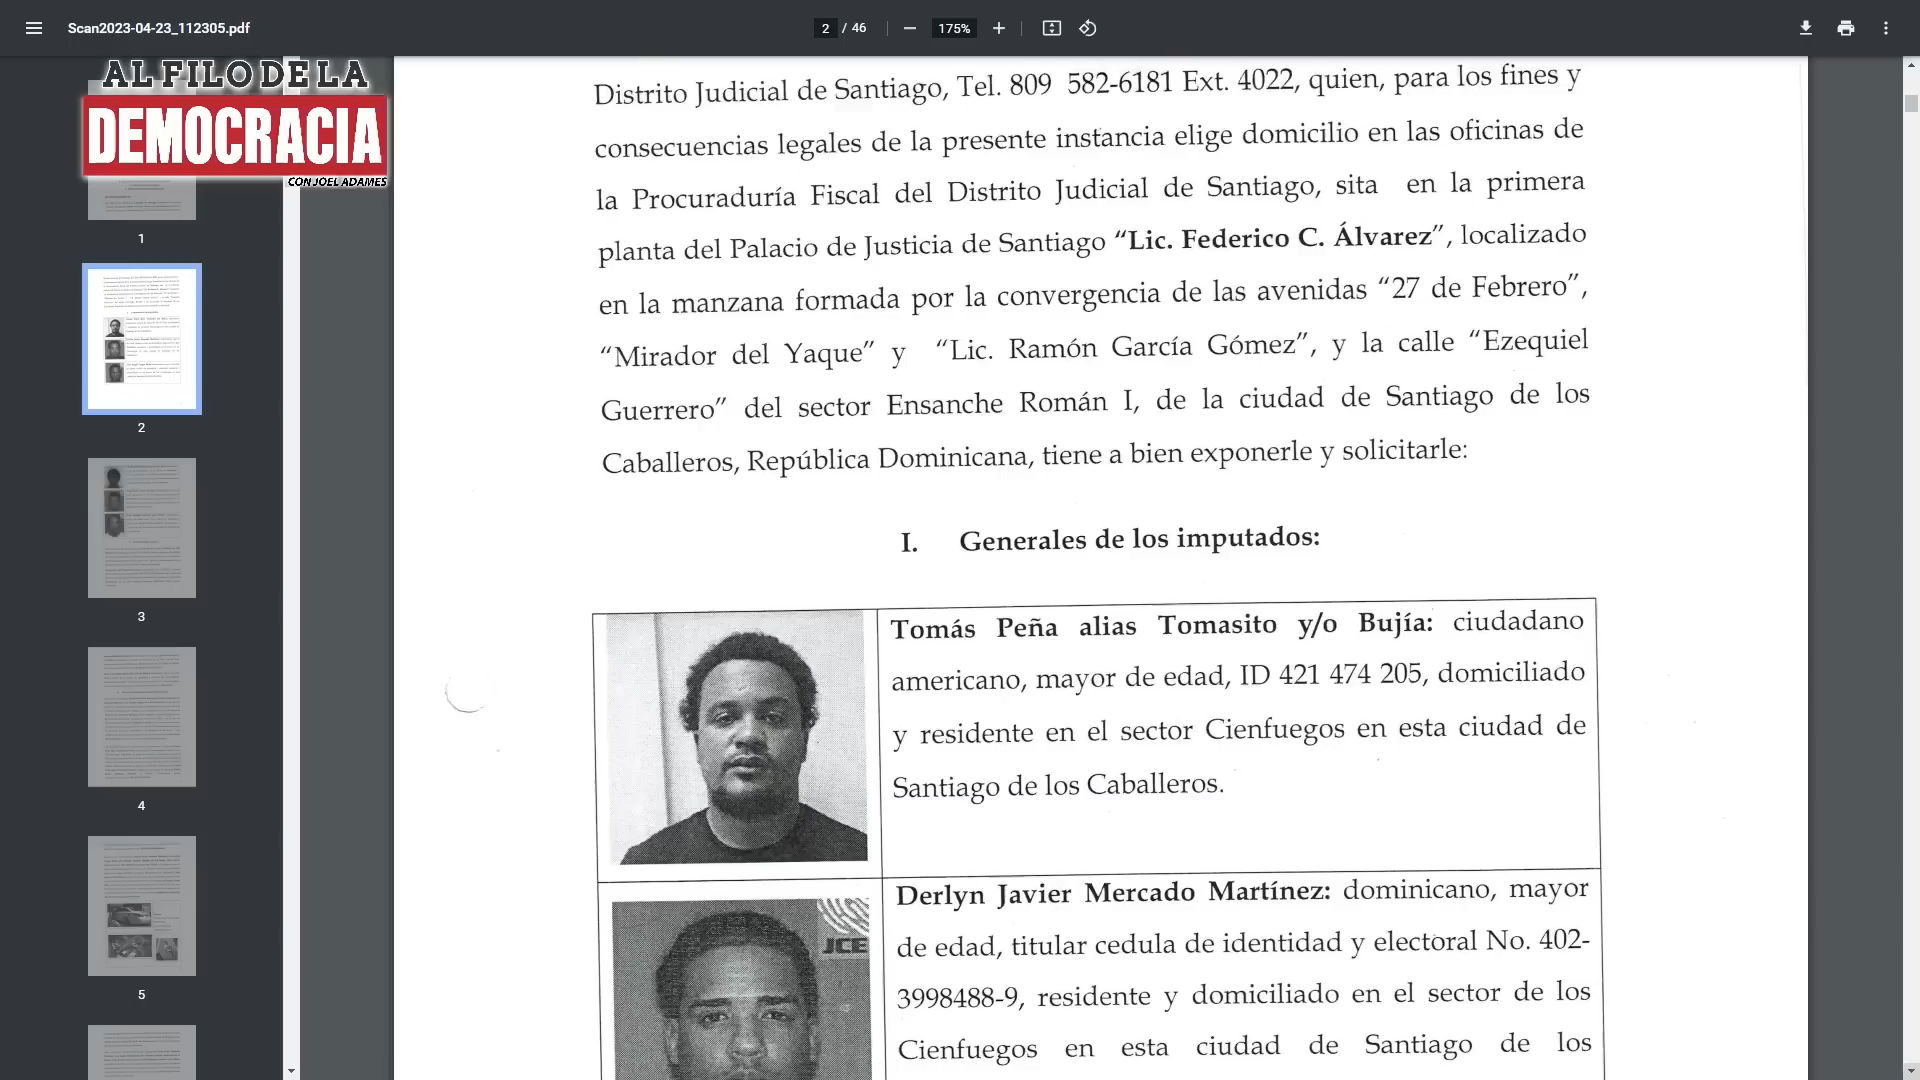 Scan2023-04-23_112305.pdf
2 / 46
175%
AL FILO DE LA
DEMOCRACIA
CON JOEL ADAMES
1
2
3
4
5
Distrito Judicial de Santiago, Tel. 809 582-6181 Ext. 4022, quien, para los fines y
consecuencias legales de la presente instancia elige domicilio en las oficinas de
la Procuraduría Fiscal del Distrito Judicial de Santiago, sita en la primera
planta del Palacio de Justicia de Santiago “Lic. Federico C. Álvarez”, localizado
en la manzana formada por la convergencia de las avenidas “27 de Febrero”,
“Mirador del Yaque” y “Lic. Ramón García Gómez”, y la calle “Ezequiel
Guerrero” del sector Ensanche Román I, de la ciudad de Santiago de los
Caballeros, República Dominicana, tiene a bien exponerle y solicitarle:
I. Generales de los imputados:
Tomás Peña alias Tomasito y/o Bujía: ciudadano
americano, mayor de edad, ID 421 474 205, domiciliado
y residente en el sector Cienfuegos en esta ciudad de
Santiago de los Caballeros.
JCE
Derlyn Javier Mercado Martínez: dominicano, mayor
de edad, titular cedula de identidad y electoral No. 402-
3998488-9, residente y domiciliado en el sector de los
Cienfuegos en esta ciudad de Santiago de los